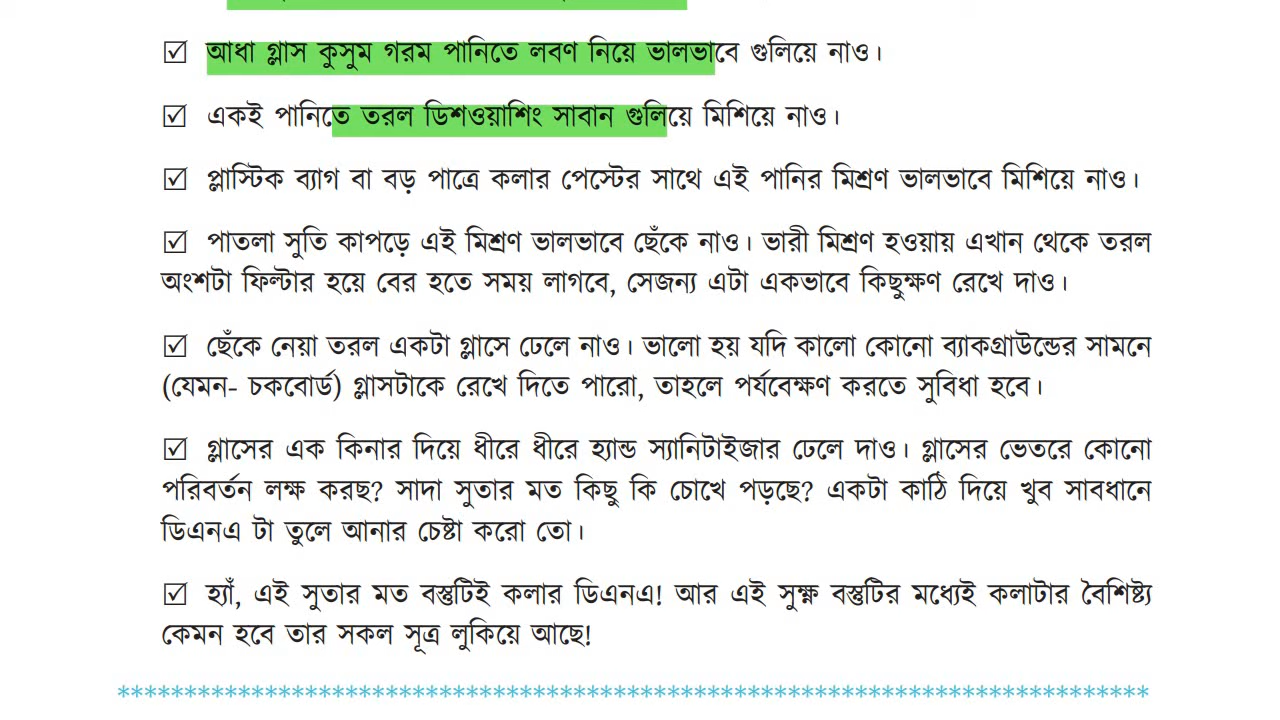 ☑ আধা গ্লাস কুসুম গরম পানিতে লবণ নিয়ে ভালভাবে গুলিয়ে নাও।
☑ একই পানিতে তরল ডিশওয়াশিং সাবান গুলিয়ে মিশিয়ে নাও।
☑ প্লাস্টিক ব্যাগ বা বড় পাত্রে কলার পেস্টের সাথে এই পানির মিশ্রণ ভালভাবে মিশিয়ে নাও।
☑ পাতলা সুতি কাপড়ে এই মিশ্রণ ভালভাবে ছেঁকে নাও। ভারী মিশ্রণ হওয়ায় এখান থেকে তরল
অংশটা ফিল্টার হয়ে বের হতে সময় লাগবে, সেজন্য এটা একভাবে কিছুক্ষণ রেখে দাও।
☑ ছেঁকে নেয়া তরল একটা গ্লাসে ঢেলে নাও। ভালো হয় যদি কালো কোনো ব্যাকগ্রাউন্ডের সামনে
(যেমন- চকবোর্ড) গ্লাসটাকে রেখে দিতে পারো, তাহলে পর্যবেক্ষণ করতে সুবিধা হবে।
☑ গ্লাসের এক কিনার দিয়ে ধীরে ধীরে হ্যান্ড স্যানিটাইজার ঢেলে দাও। গ্লাসের ভেতরে কোনো
পরিবর্তন লক্ষ করছ? সাদা সুতার মত কিছু কি চোখে পড়ছে? একটা কাঠি দিয়ে খুব সাবধানে
ডিএনএ টা তুলে আনার চেষ্টা করো তো।
☑ হ্যাঁ, এই সুতার মত বস্তুটিই কলার ডিএনএ! আর এই সুক্ষ্ণ বস্তুটির মধ্যেই কলাটার বৈশিষ্ট্য
কেমন হবে তার সকল সূত্র লুকিয়ে আছে!
******************************************************************************